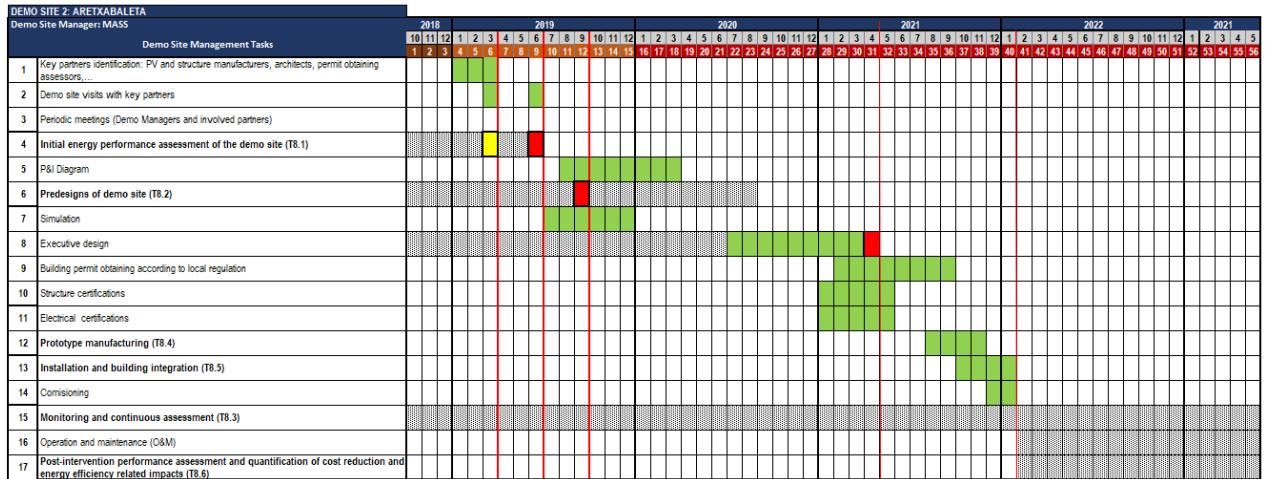 DEMO SITE 2: ARETXABALETA
Demo Site Manager: MASS
2018 2019 2020 2021 2022 2021
10 11 12 1 2 3 4 5 6 7 8 9 10 11 12 1 2 3 4 5 6 7 8 9 10 11 12 1 2 3 4 5 6 7 8 9 10 11 12 1 2 3 4 5 6 7 8 9 10 11 12 1 2 3 4 5
Demo Site Management Tasks
1 2 3 4 5 6 7 8 9 10 11 12 13 14 15 16 17 18 19 20 21 22 23 24 25 26 27 28 29 30 31 32 33 34 35 36 37 38 39 40 41 42 43 44 45 46 47 48 49 50 51 52 53 54 55 56
1 Key partners identification: PV and structure manufacturers, architects, permit obtaining
assessors,...
2 Demo site visits with key partners
3 Periodic meetings (Demo Managers and involved partners)
4 Initial energy performance assessment of the demo site (T8.1)
5 P&I Diagram
6 Predesigns of demo site (T8.2)
7 Simulation
8 Executive design
9 Building permit obtaining according to local regulation
10 Structure certifications
11 Electrical certifications
12 Prototype manufacturing (T8.4)
13 Installation and building integration (T8.5)
14 Comisioning
15 Monitoring and continuous assessment (T8.3)
16 Operation and maintenance (O&M)
17 Post-intervention performance assessment and quantification of cost reduction and
energy efficiency related impacts (T8.6)